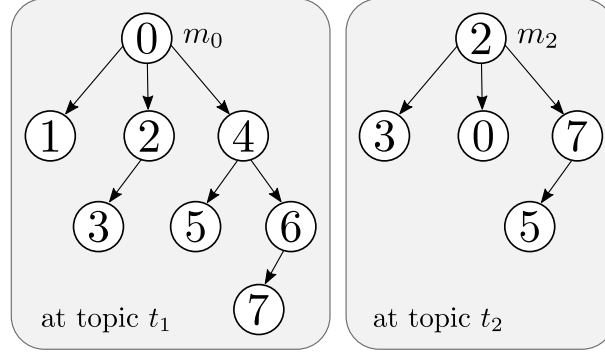 0 m₀
1 2 4
3 5 6
7
at topic t₁
2 m₂
3 0 7
5
at topic t₂